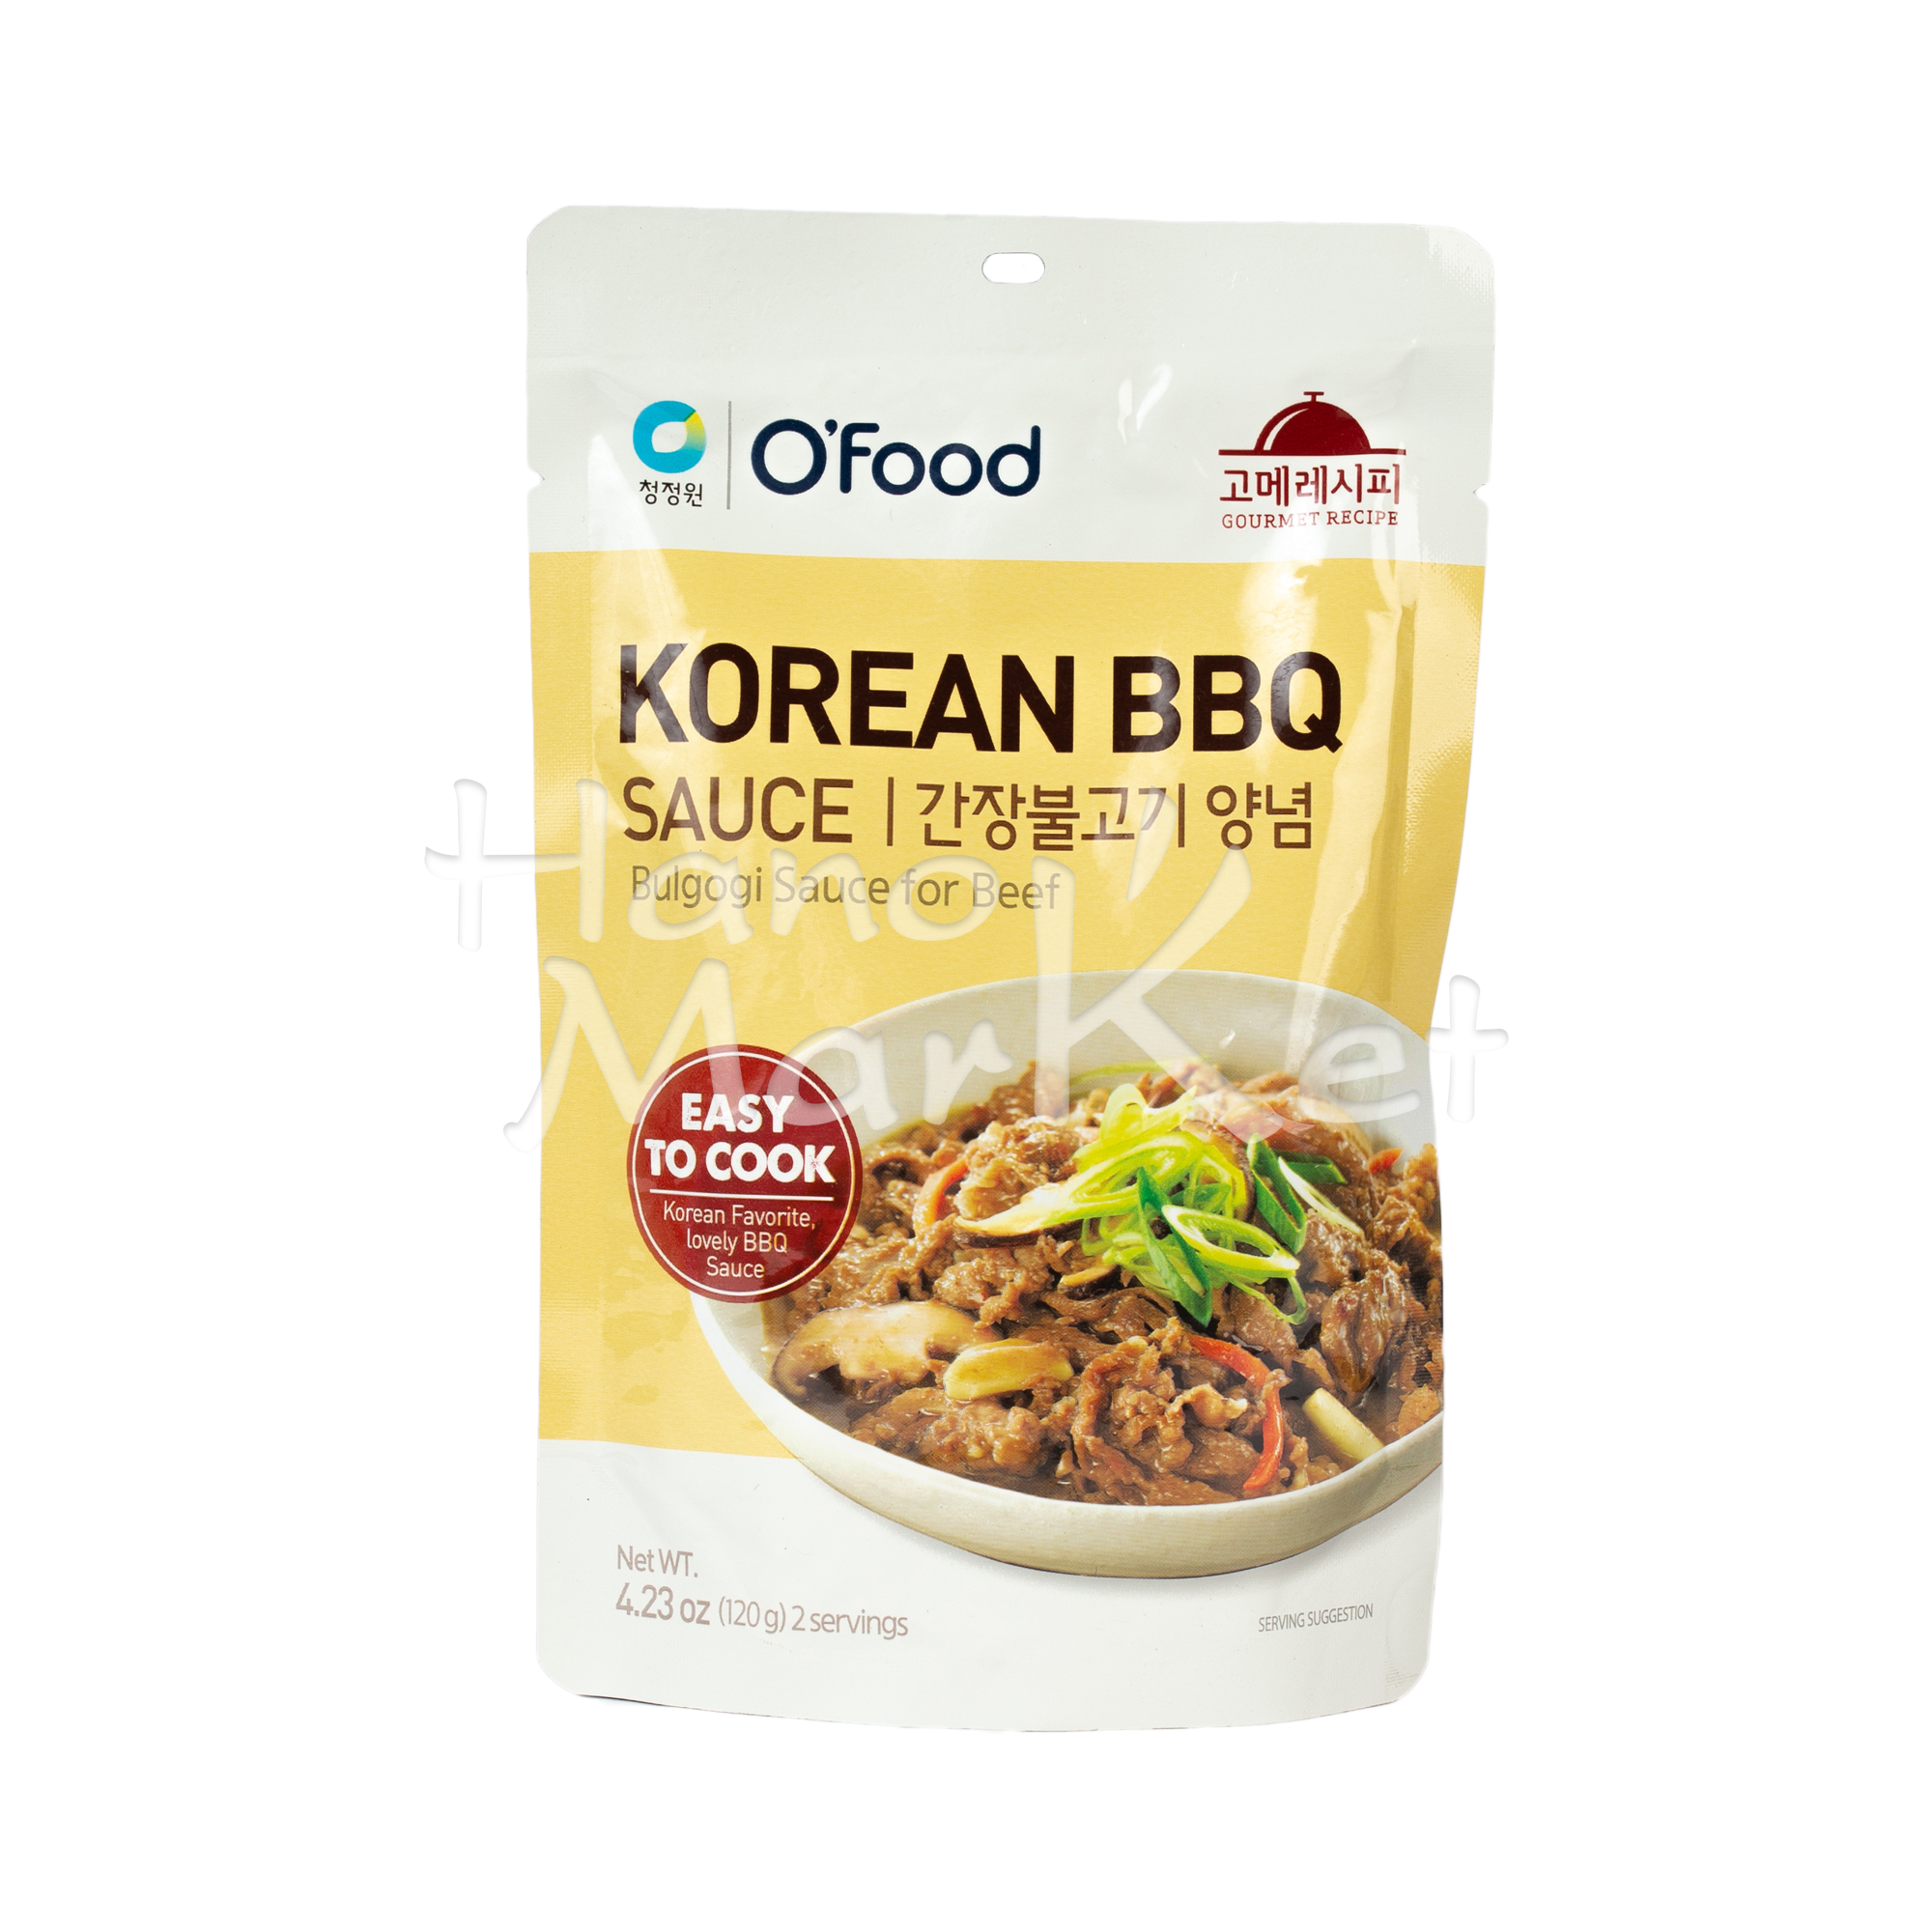 청정원
O'Food
고메레시피
GOURMET RECIPE
KOREAN BBQ
SAUCE | 간장불고기 양념
Bulgogi Sauce for Beef
Hanoi
Market
EASY
TO COOK
Korean Favorite,
lovely BBQ
Sauce
Net WT.
4.23 oz (120 g) 2 servings
SERVING SUGGESTION